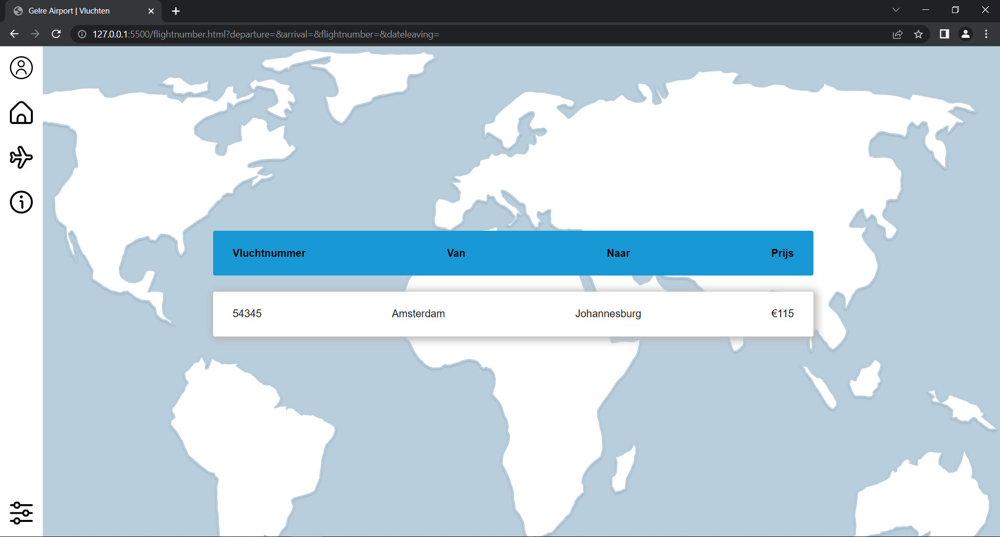 Gelre Airport | Vluchten
127.0.0.1:5500/flightnumber.html?departure=&arrival=&flightnumber=&dateleaving=
Vluchtnummer Van Naar Prijs
54345 Amsterdam Johannesburg €115